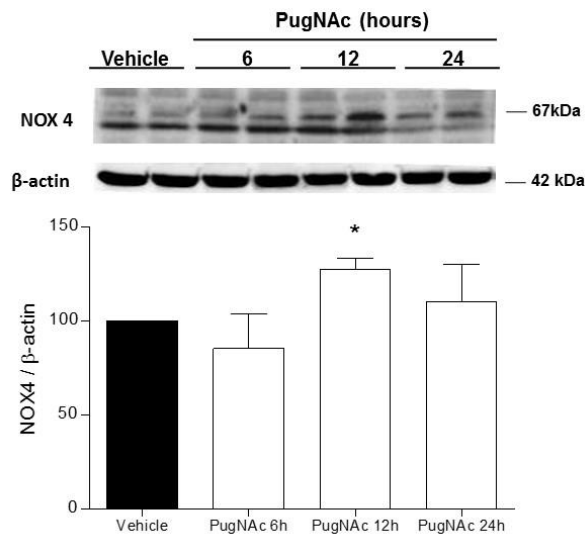 PugNAc (hours)
Vehicle 6 12 24
NOX 4 67kDa
β-actin 42 kDa
150
*
100
50
0
NOX4 / β-actin
Vehicle PugNAc 6h PugNAc 12h PugNAc 24h